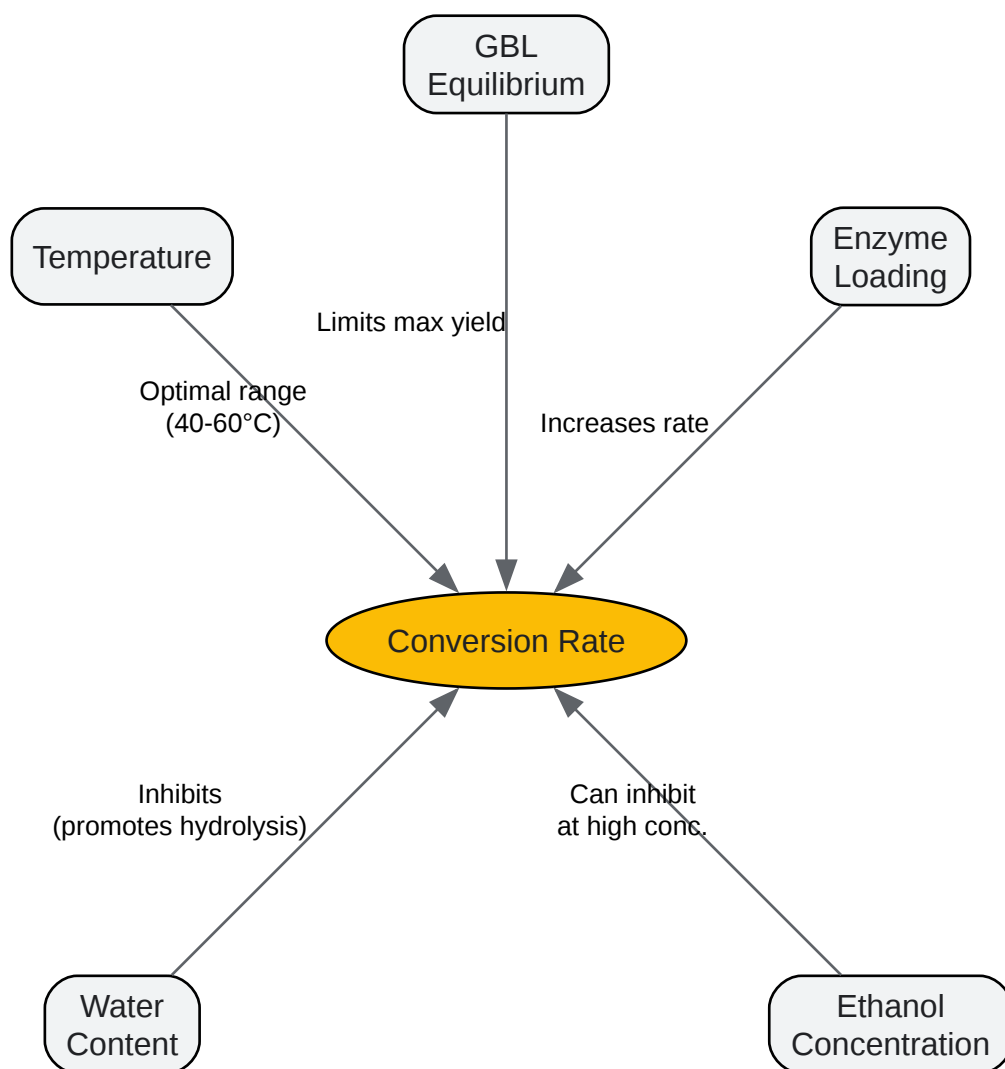 GBL
Equilibrium
Temperature
Enzyme
Loading
Limits max yield
Optimal range
(40-60°C)
Increases rate
Conversion Rate
Inhibits
(promotes hydrolysis)
Can inhibit
at high conc.
Water
Content
Ethanol
Concentration